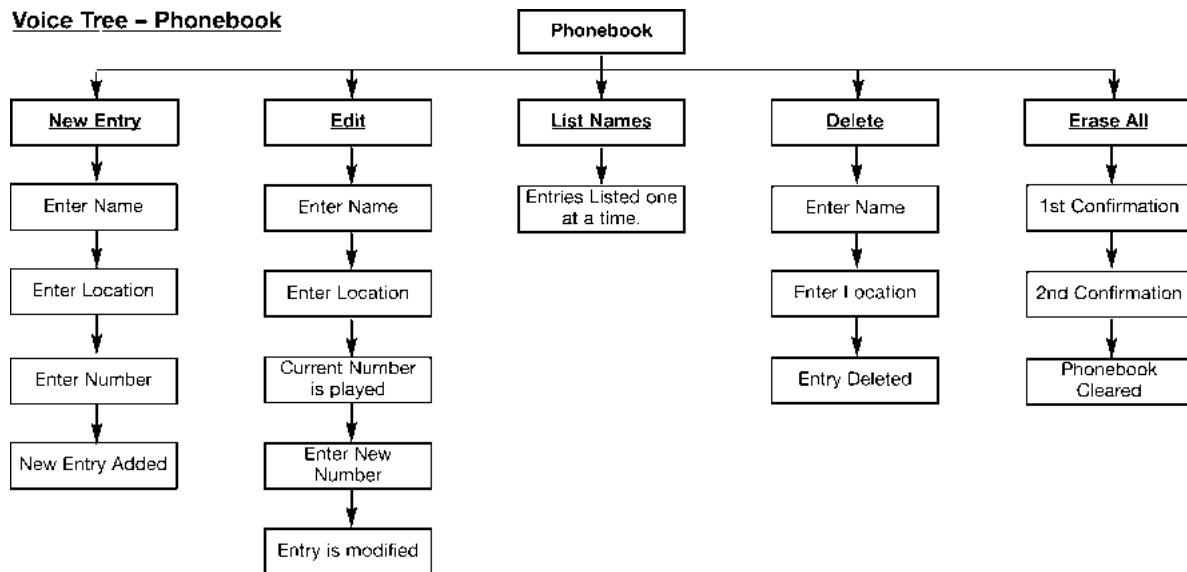 Voice Tree – Phonebook
Phonebook
New Entry
Enter Name
Enter Location
Enter Number
New Entry Added
Edit
Enter Name
Enter Location
Current Number
is played
Enter New
Number
Entry is modified
List Names
Entries Listed one
at a time.
Delete
Enter Name
Enter Location
Entry Deleted
Erase All
1st Confirmation
2nd Confirmation
Phonebook
Cleared